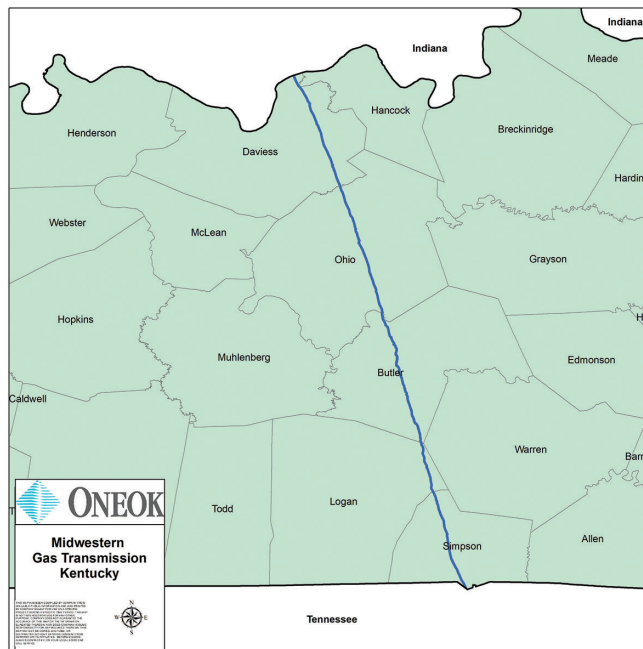 Indiana
Indiana
Meade
Hancock
Henderson
Breckinridge
Daviess
Hardin
Webster
McLean
Ohio
Grayson
Hopkins
H
Muhlenberg
Edmonson
Butler
Caldwell
Warren
Barr
T
ONEOK
Midwestern
Gas Transmission
Kentucky
N
W
E
S
Todd
Logan
Simpson
Allen
Tennessee